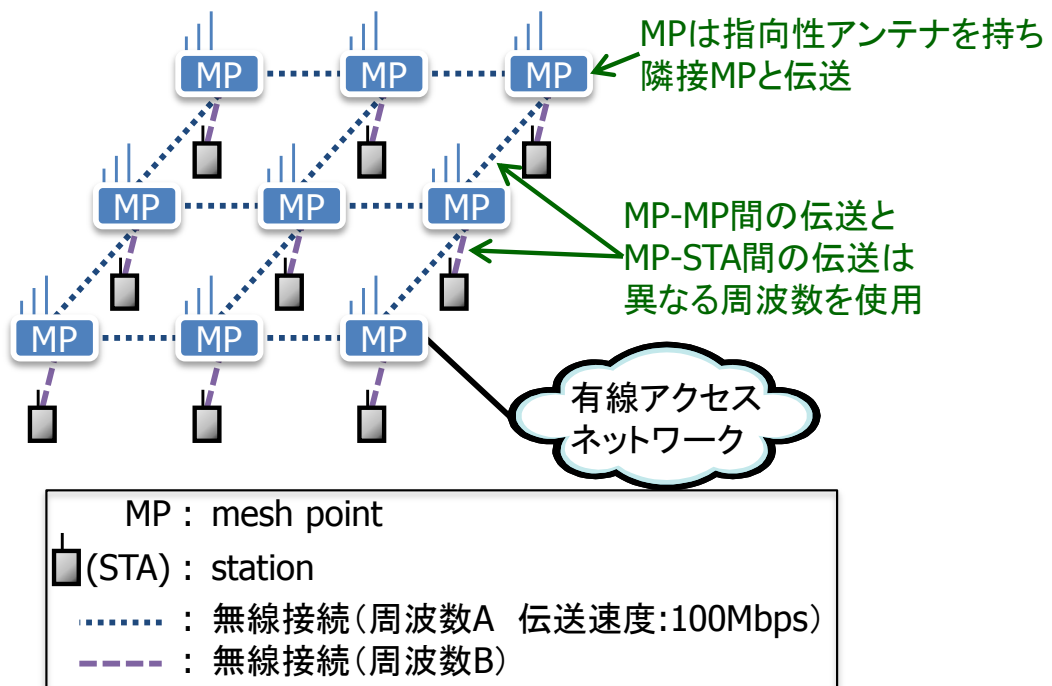 MPは指向性アンテナを持ち
隣接MPと伝送
MP MP MP
MP MP MP
MP-MP間の伝送と
MP-STA間の伝送は
異なる周波数を使用
MP MP MP
有線アクセス
ネットワーク
MP : mesh point
(STA) : station
: 無線接続(周波数A 伝送速度:100Mbps)
: 無線接続(周波数B)